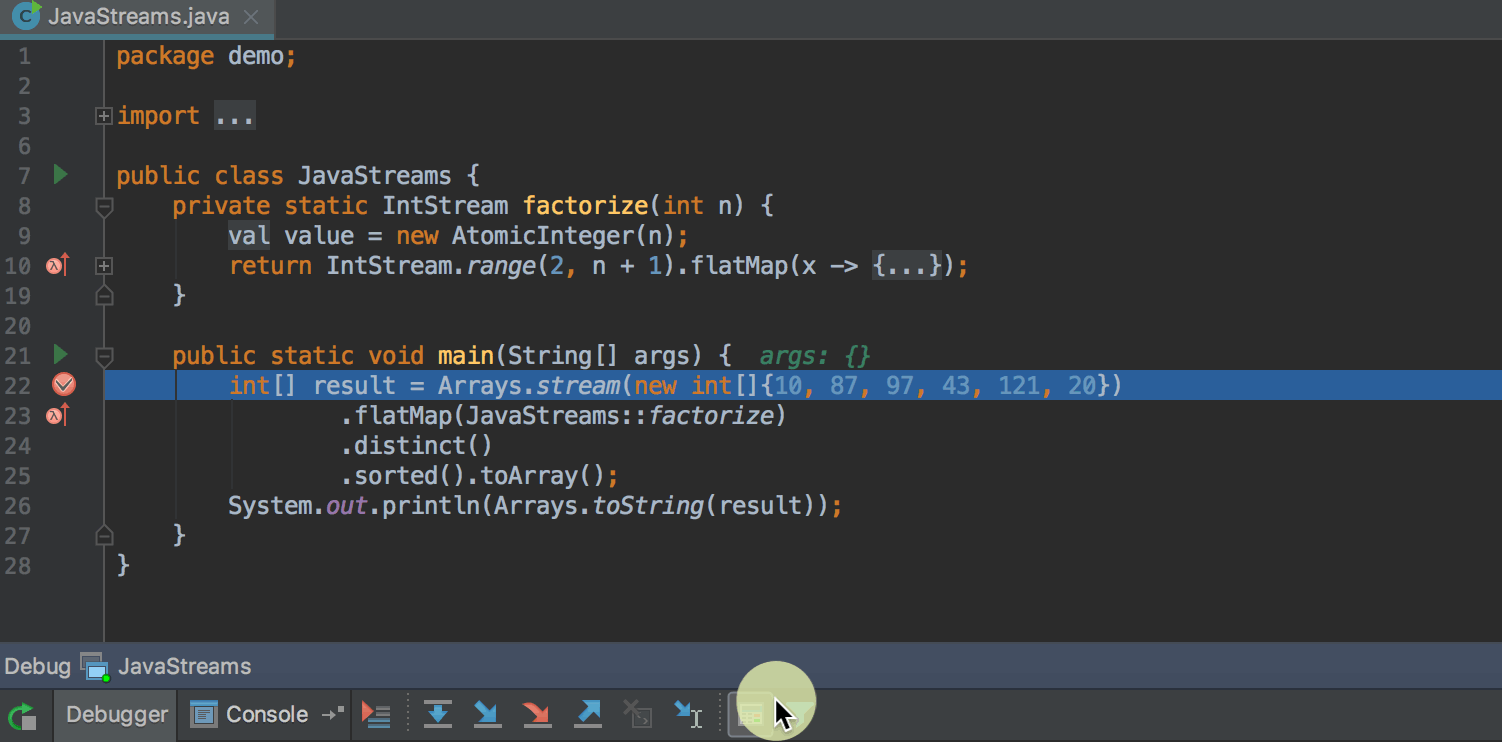 JavaStreams.java
1 package demo;
2
3 import ...
6
7 public class JavaStreams {
8 private static IntStream factorize(int n) {
9 val value = new AtomicInteger(n);
10 return IntStream.range(2, n + 1).flatMap(x -> {...});
19 }
20
21 public static void main(String[] args) { args: {}
22 int[] result = Arrays.stream(new int[]{10, 87, 97, 43, 121, 20})
23 .flatMap(JavaStreams::factorize)
24 .distinct()
25 .sorted().toArray();
26 System.out.println(Arrays.toString(result));
27 }
28 }
Debug JavaStreams
Debugger Console